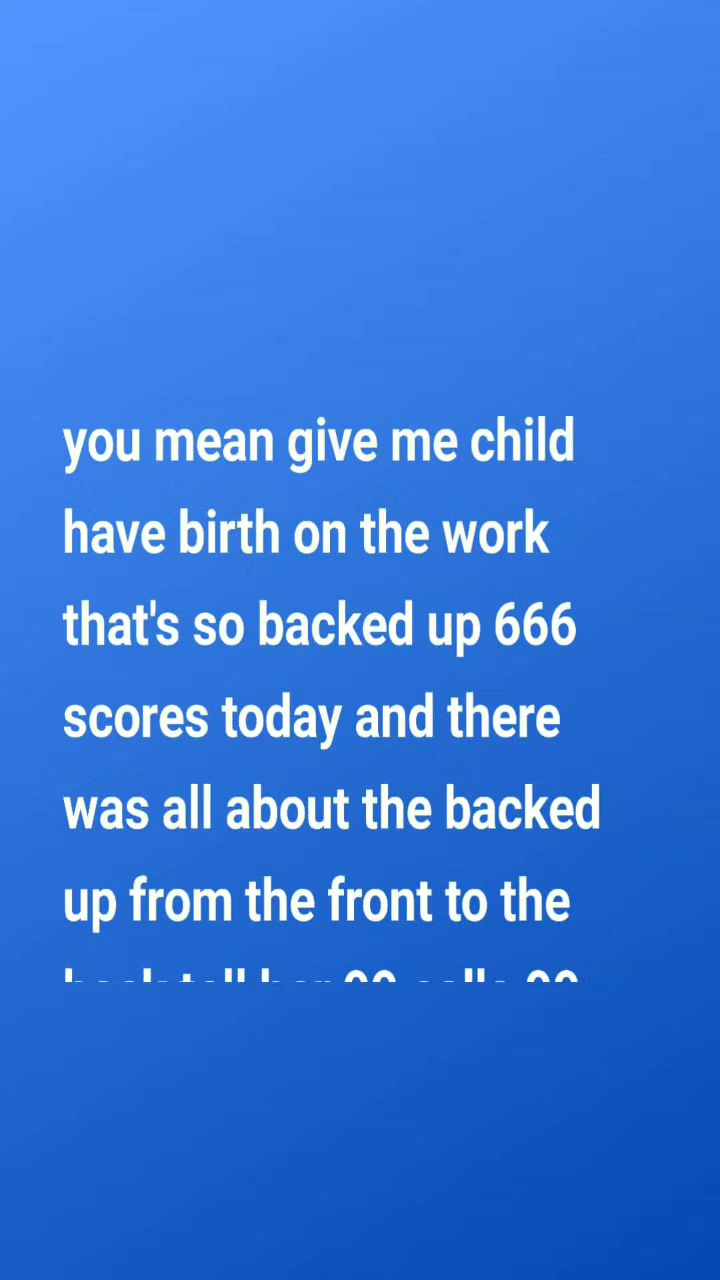 you mean give me child
have birth on the work
that's so backed up 666
scores today and there
was all about the backed
up from the front to the